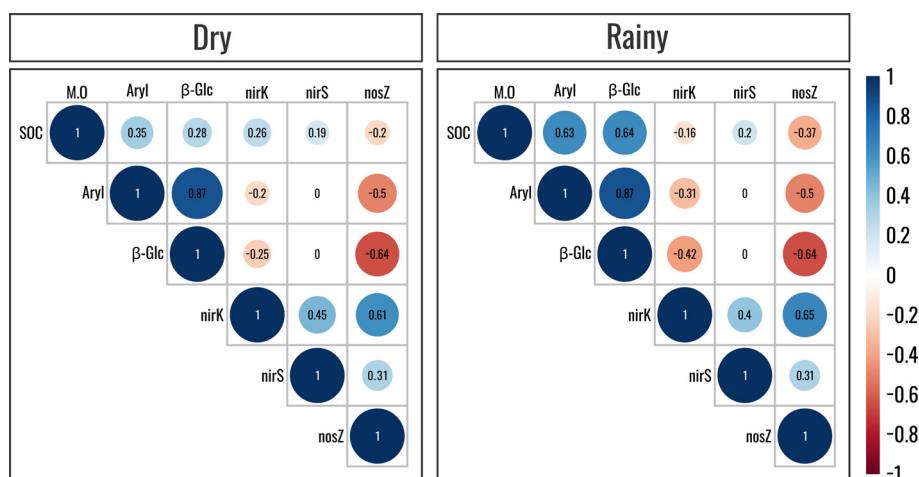 Dry
M.O Aryl β-Glc nirK nirS nosZ
SOC 1 0.35 0.28 0.26 0.19 -0.2
Aryl 1 0.87 -0.2 0 -0.5
β-Glc 1 -0.25 0 -0.64
nirK 1 0.45 0.61
nirS 1 0.31
nosZ 1
Rainy
M.O Aryl β-Glc nirK nirS nosZ
SOC 1 0.63 0.64 -0.16 0.2 -0.37
Aryl 1 0.87 -0.31 0 -0.5
β-Glc 1 -0.42 0 -0.64
nirK 1 0.4 0.65
nirS 1 0.31
nosZ 1
1
0.8
0.6
0.4
0.2
0
-0.2
-0.4
-0.6
-0.8
-1